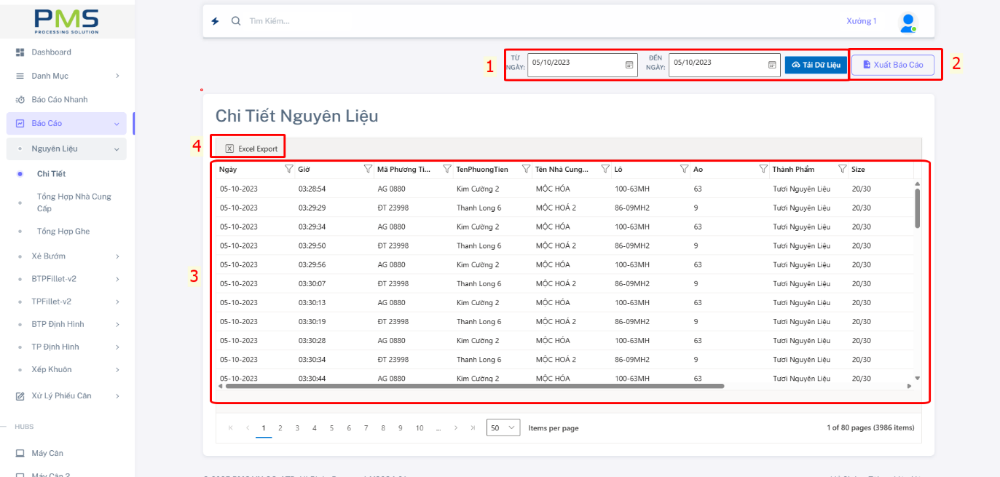 PMS
PROCESSING SOLUTION
Dashboard
Danh Mục
Báo Cáo Nhanh
Báo Cáo
Nguyên Liệu
Chi Tiết
Tổng Hợp Nhà Cung
Cấp
Tổng Hợp Ghe
Xẻ Bướm
BTPFillet-v2
TPFillet-v2
BTP Định Hình
TP Định Hình
Xếp Khuôn
Xử Lý Phiếu Cân
HUBS
Máy Cân
Máy Cân 2
Tìm Kiếm...
Xưởng 1
1
TỪ NGÀY: 05/10/2023 ĐẾN NGÀY: 05/10/2023 Tải Dữ Liệu Xuất Báo Cáo
2
Chi Tiết Nguyên Liệu
4
Excel Export
Ngày Giờ Mã Phương Ti... TenPhuongTien Tên Nhà Cung... Lô Ao Thành Phẩm Size
05-10-2023 03:28:54 AG 0880 Kim Cường 2 MỘC HÓA 100-63MH 63 Tươi Nguyên Liệu 20/30
05-10-2023 03:29:29 ĐT 23998 Thanh Long 6 MỘC HOÁ 2 86-09MH2 9 Tươi Nguyên Liệu 20/30
05-10-2023 03:29:34 AG 0880 Kim Cường 2 MỘC HÓA 100-63MH 63 Tươi Nguyên Liệu 20/30
05-10-2023 03:29:50 ĐT 23998 Thanh Long 6 MỘC HOÁ 2 86-09MH2 9 Tươi Nguyên Liệu 20/30
05-10-2023 03:29:56 AG 0880 Kim Cường 2 MỘC HÓA 100-63MH 63 Tươi Nguyên Liệu 20/30
3
05-10-2023 03:30:07 ĐT 23998 Thanh Long 6 MỘC HOÁ 2 86-09MH2 9 Tươi Nguyên Liệu 20/30
05-10-2023 03:30:13 AG 0880 Kim Cường 2 MỘC HÓA 100-63MH 63 Tươi Nguyên Liệu 20/30
05-10-2023 03:30:19 ĐT 23998 Thanh Long 6 MỘC HOÁ 2 86-09MH2 9 Tươi Nguyên Liệu 20/30
05-10-2023 03:30:28 AG 0880 Kim Cường 2 MỘC HÓA 100-63MH 63 Tươi Nguyên Liệu 20/30
05-10-2023 03:30:34 ĐT 23998 Thanh Long 6 MỘC HOÁ 2 86-09MH2 9 Tươi Nguyên Liệu 20/30
05-10-2023 03:30:44 AG 0880 Kim Cường 2 MỘC HÓA 100-63MH 63 Tươi Nguyên Liệu 20/30
1 2 3 4 5 6 7 8 9 10 ... 50 Items per page 1 of 80 pages (3986 items)